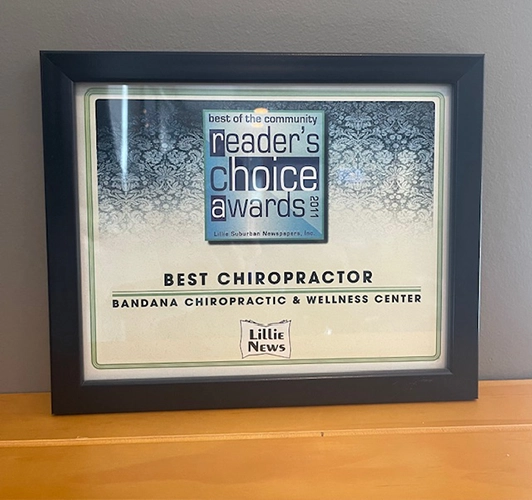 best of the community
reader's
choice
awards 2011
Lillie Suburban Newspapers, Inc.
BEST CHIROPRACTOR
BANDANA CHIROPRACTIC & WELLNESS CENTER
LILLIE
NEWS